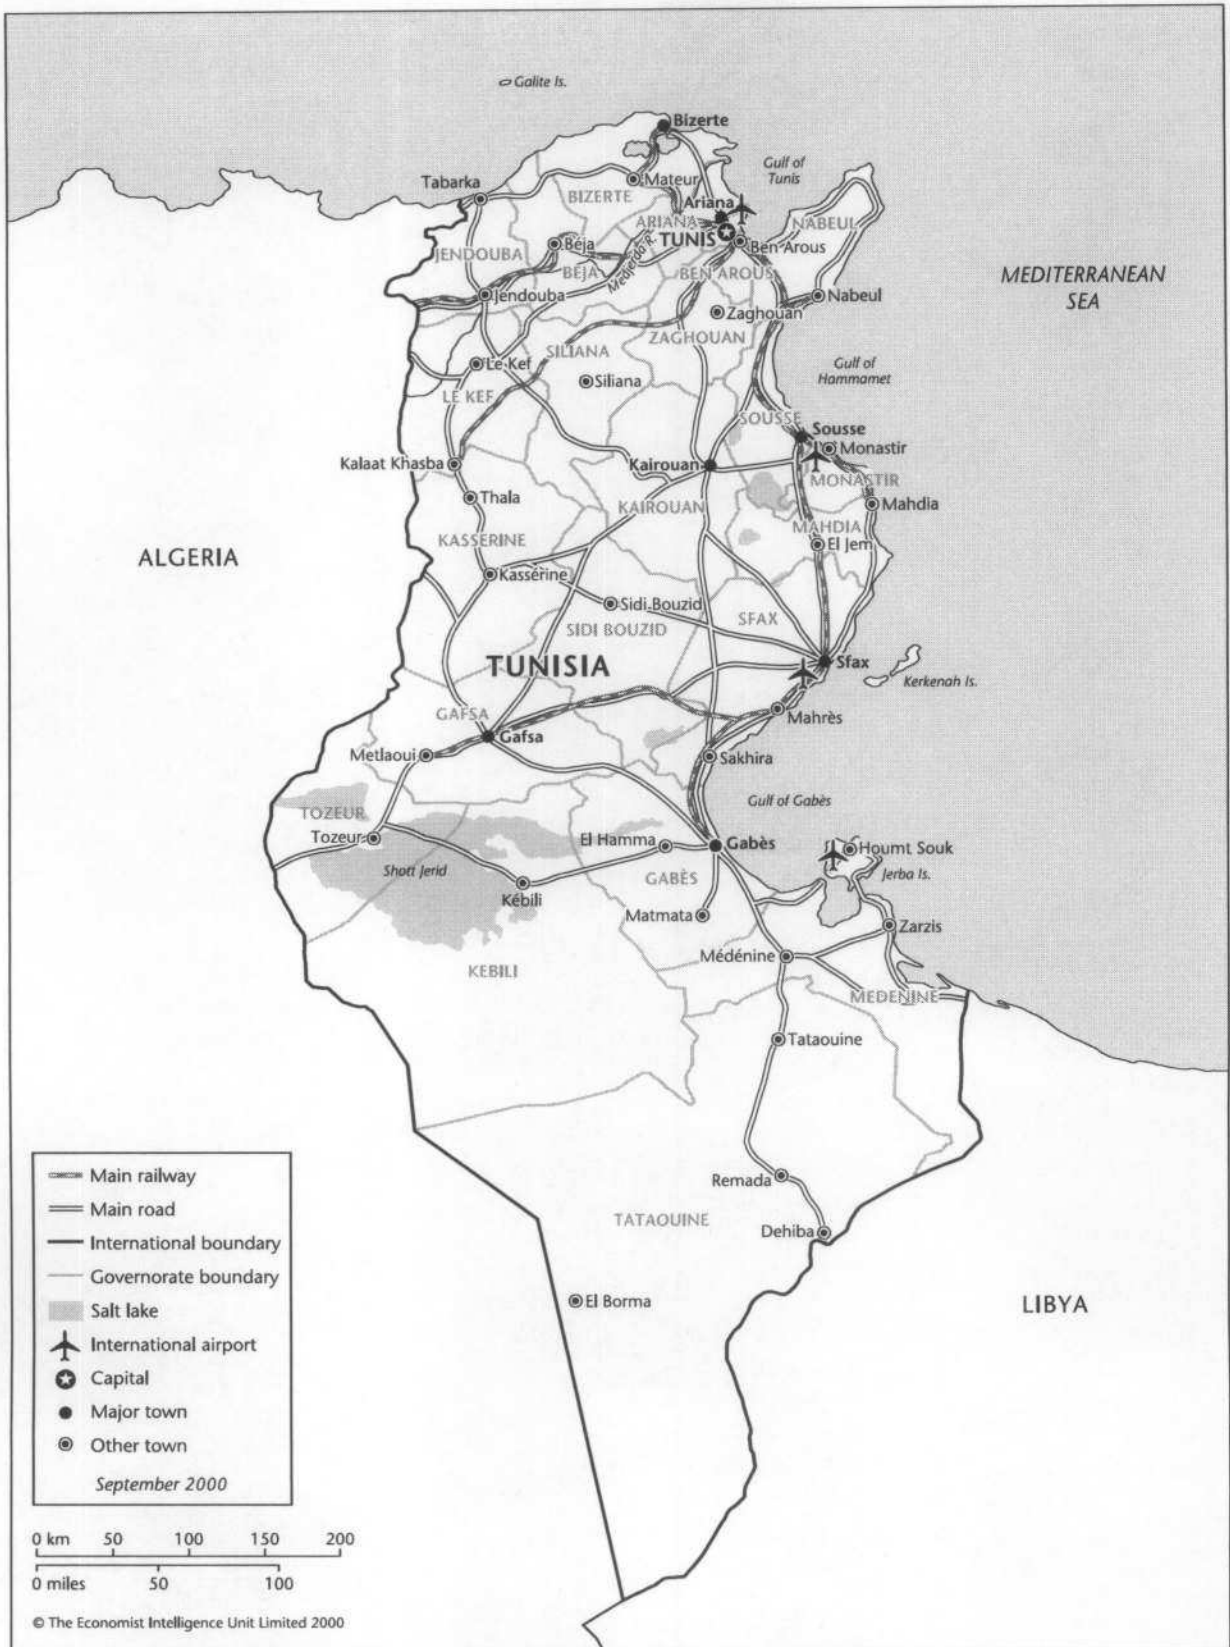 Galite Is.
Bizerte
Gulf of
Tunis
Mateur
Tabarka
BIZERTE
Ariana
ARIANA
NABEUL
TUNIS
Ben Arous
Béja
JENDOUBA
BÉJA
Medjerda R.
BEN AROUS
MEDITERRANEAN
SEA
Jendouba
Nabeul
Zaghouan
ZAGHOUAN
SILIANA
Le Kef
Siliana
Gulf of
Hammamet
LE KEF
SOUSSE
Sousse
Monastir
Kalaat Khasba
Kairouan
MONASTIR
Thala
KAIROUAN
Mahdia
MAHDIA
KASSERINE
El Jem
ALGERIA
Kassérine
Sidi Bouzid
SIDI BOUZID
SFAX
TUNISIA
Sfax
Kerkenah Is.
GAFSA
Mahrès
Gafsa
Metlaoui
Sakhira
Gulf of Gabès
TOZEUR
Tozeur
El Hamma
Gabès
Houmt Souk
Shott Jerid
Jerba Is.
GABÈS
Kébili
Matmata
Zarzis
Médénine
KEBILI
MEDENINE
Tataouine
Remada
TATAOUINE
Dehiba
El Borma
LIBYA
Main railway
Main road
International boundary
Governorate boundary
Salt lake
International airport
Capital
Major town
Other town
September 2000
0 km 50 100 150 200
0 miles 50 100
© The Economist Intelligence Unit Limited 2000